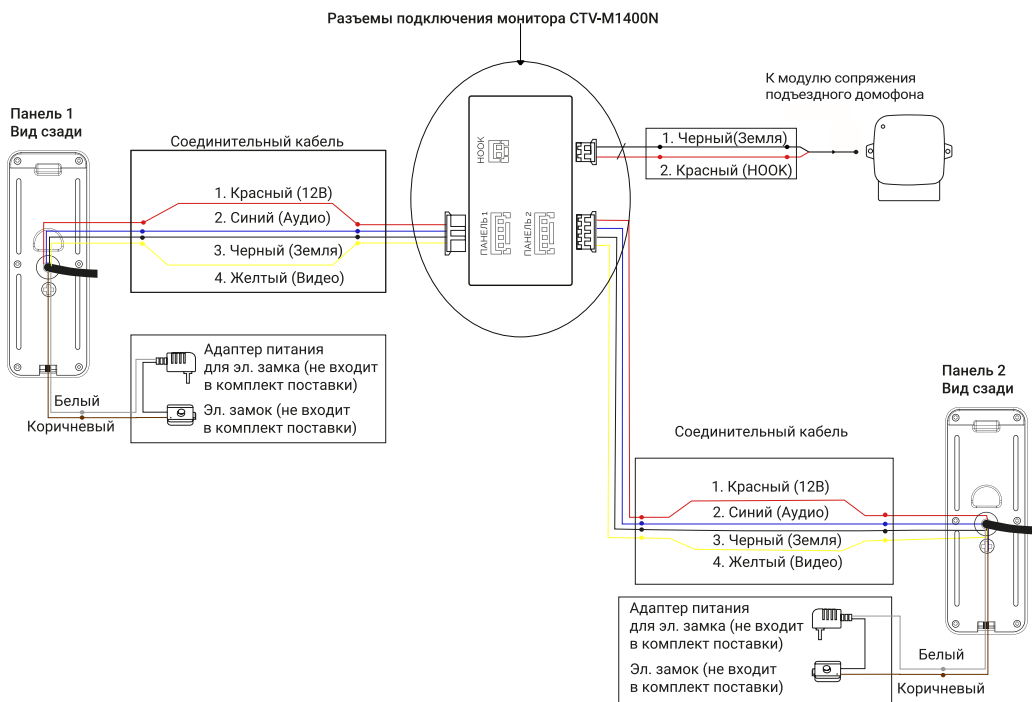 Разъемы подключения монитора CTV-M1400N
К модулю сопряжения
подъездного домофона
Панель 1
Вид сзади
Соединительный кабель
1. Красный (12В)
2. Синий (Аудио)
3. Черный (Земля)
4. Желтый (Видео)
HOOK
ПАНЕЛЬ 1
ПАНЕЛЬ 2
1. Черный(Земля)
2. Красный (HOOK)
Адаптер питания
для эл. замка (не входит
в комплект поставки)
Эл. замок (не входит
в комплект поставки)
Белый
Коричневый
Панель 2
Вид сзади
Соединительный кабель
1. Красный (12В)
2. Синий (Аудио)
3. Черный (Земля)
4. Желтый (Видео)
Адаптер питания
для эл. замка (не входит
в комплект поставки)
Эл. замок (не входит
в комплект поставки)
Белый
Коричневый